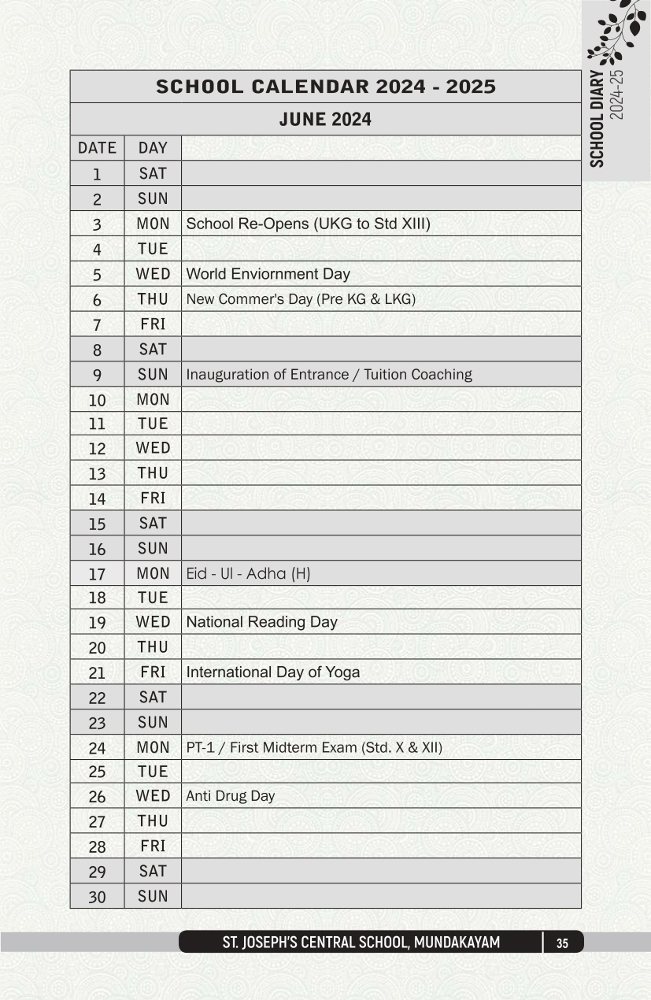 SCHOOL DIARY
2024-25
SCHOOL CALENDAR 2024 - 2025
JUNE 2024
DATE DAY
1 SAT
2 SUN
3 MON School Re-Opens (UKG to Std XIII)
4 TUE
5 WED World Enviornment Day
6 THU New Commer's Day (Pre KG & LKG)
7 FRI
8 SAT
9 SUN Inauguration of Entrance / Tuition Coaching
10 MON
11 TUE
12 WED
13 THU
14 FRI
15 SAT
16 SUN
17 MON Eid - Ul - Adha (H)
18 TUE
19 WED National Reading Day
20 THU
21 FRI International Day of Yoga
22 SAT
23 SUN
24 MON PT-1 / First Midterm Exam (Std. X & XII)
25 TUE
26 WED Anti Drug Day
27 THU
28 FRI
29 SAT
30 SUN
ST. JOSEPH'S CENTRAL SCHOOL, MUNDAKAYAM 35